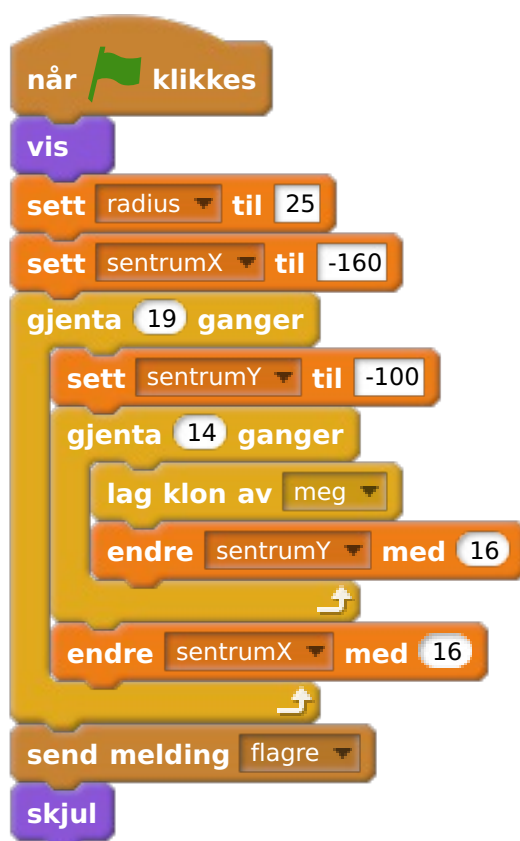 når klikkes
vis
sett radius til 25
sett sentrumX til -160
gjenta 19 ganger
sett sentrumY til -100
gjenta 14 ganger
lag klon av meg
endre sentrumY med 16
endre sentrumX med 16
send melding flagre
skjul